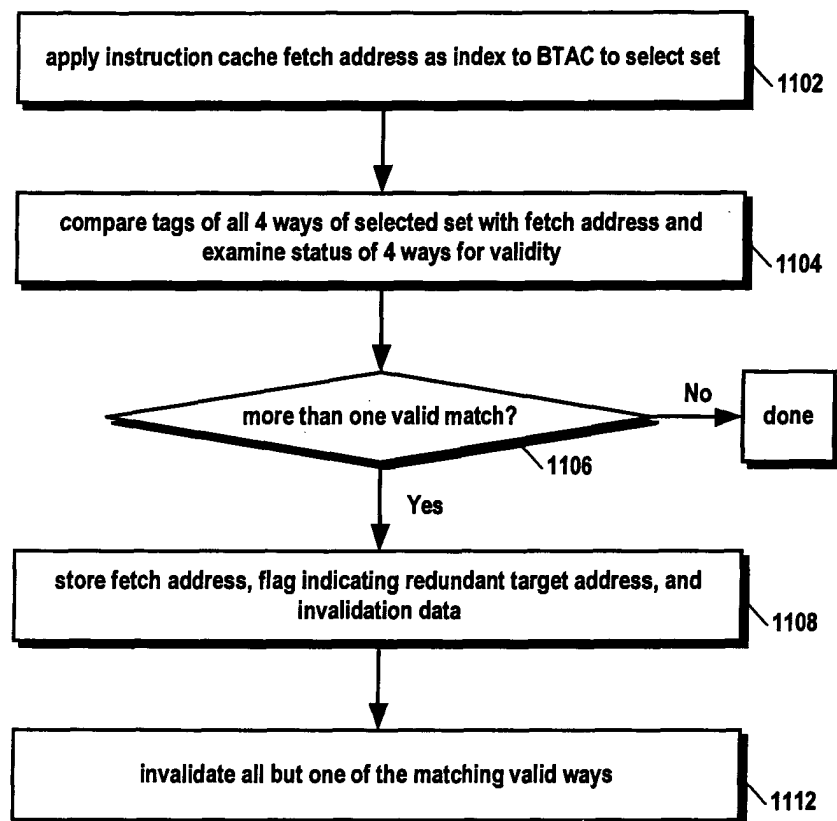 apply instruction cache fetch address as index to BTAC to select set
1102
compare tags of all 4 ways of selected set with fetch address and
examine status of 4 ways for validity
1104
more than one valid match?
No
done
1106
Yes
store fetch address, flag indicating redundant target address, and
invalidation data
1108
invalidate all but one of the matching valid ways
1112